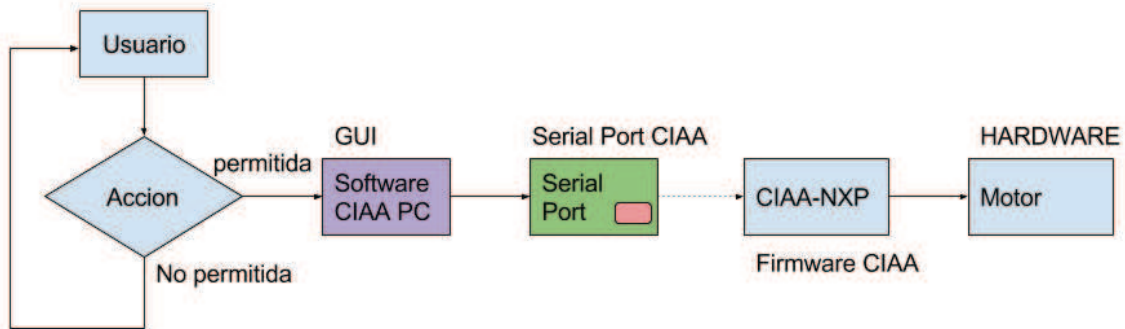 Usuario
Accion
permitida
No permitida
GUI
Software
CIAA PC
Serial Port CIAA
Serial
Port
CIAA-NXP
Firmware CIAA
HARDWARE
Motor